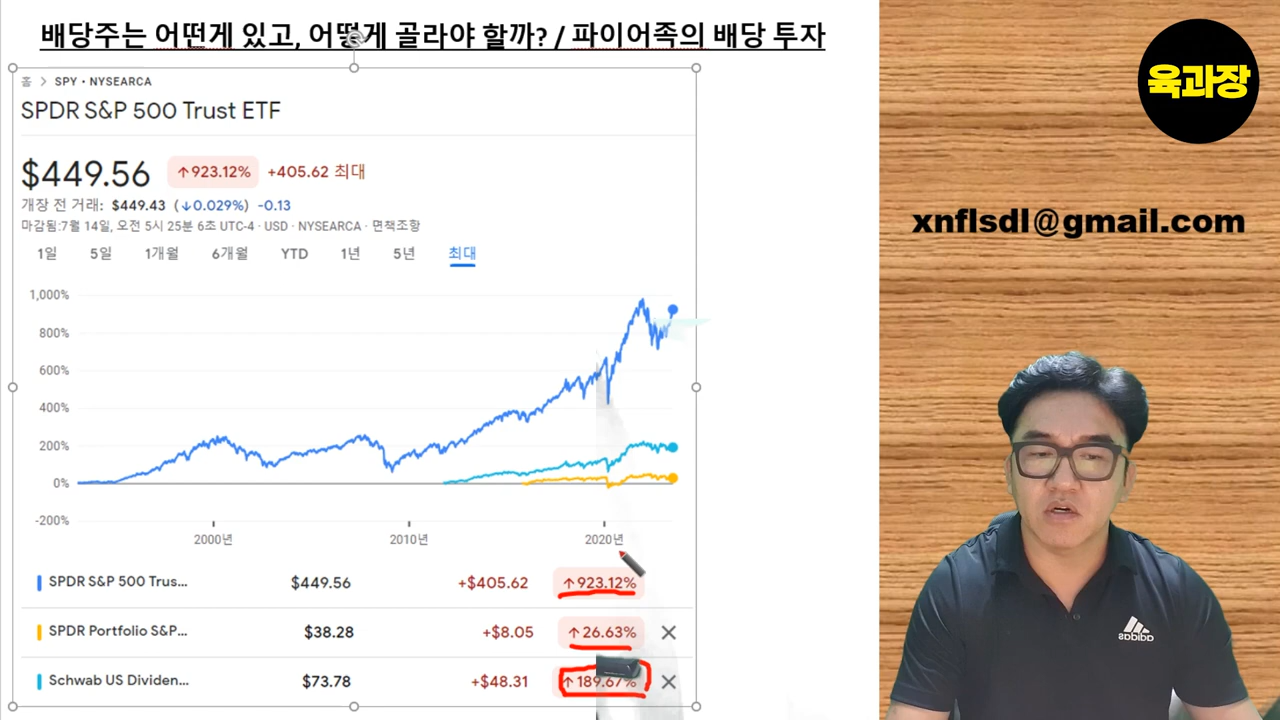 배당주는 어떤게 있고, 어떻게 골라야 할까? / 파이어족의 배당 투자
육과장
홈 > SPY • NYSEARCA
SPDR S&P 500 Trust ETF
$449.56 ↑923.12% +405.62 최대
개장 전 거래: $449.43 (↓0.029%) -0.13
마감됨:7월 14일, 오전 5시 25분 6초 UTC-4 · USD · NYSEARCA · 면책조항
1일 5일 1개월 6개월 YTD 1년 5년 최대
1,000%
800%
600%
400%
200%
0%
-200%
2000년 2010년 2020년
SPDR S&P 500 Trus... $449.56 +$405.62 ↑923.12%
SPDR Portfolio S&P... $38.28 +$8.05 ↑26.63%
Schwab US Dividen... $73.78 +$48.31 ↑189.67%
xnflsdl@gmail.com
adidas